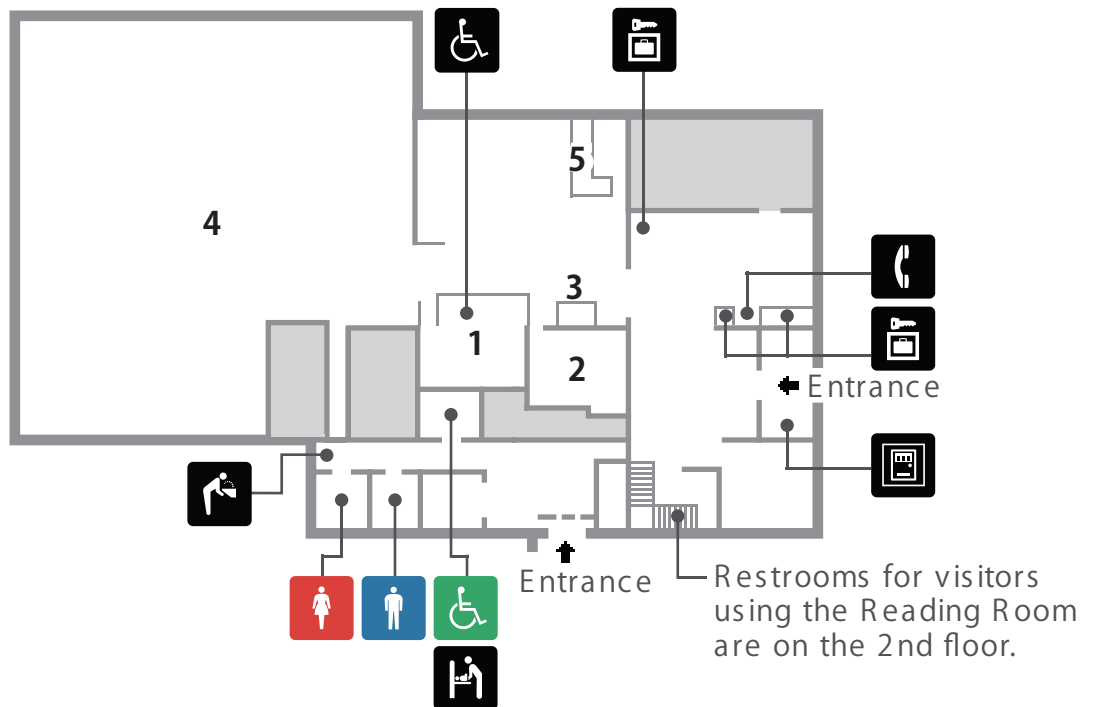 5
4
3
1
2
Entrance
Entrance
Restrooms for visitors
using the Reading Room
are on the 2nd floor.